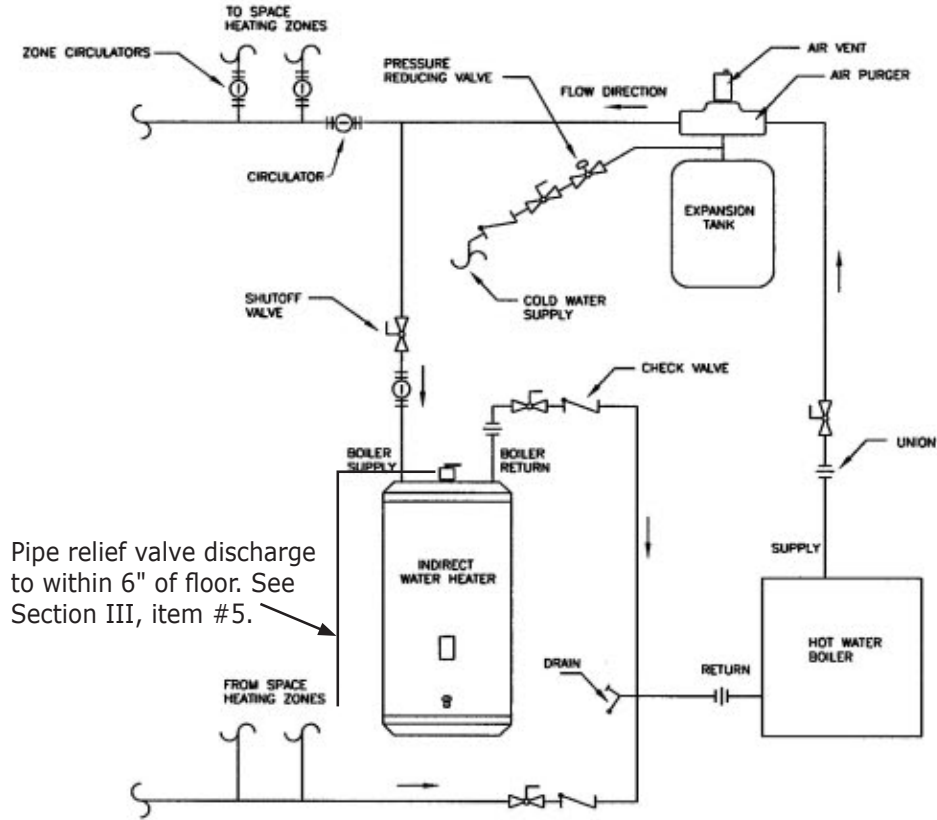 TO SPACE
HEATING ZONES
ZONE CIRCULATORS
PRESSURE
REDUCING VALVE
AIR VENT
AIR PURGER
FLOW DIRECTION
CIRCULATOR
EXPANSION
TANK
SHUTOFF
VALVE
COLD WATER
SUPPLY
CHECK VALVE
BOILER
SUPPLY
BOILER
RETURN
UNION
SUPPLY
Pipe relief valve discharge
to within 6" of floor. See
Section III, item #5.
INDIRECT
WATER HEATER
HOT WATER
BOILER
DRAIN
RETURN
FROM SPACE
HEATING ZONES